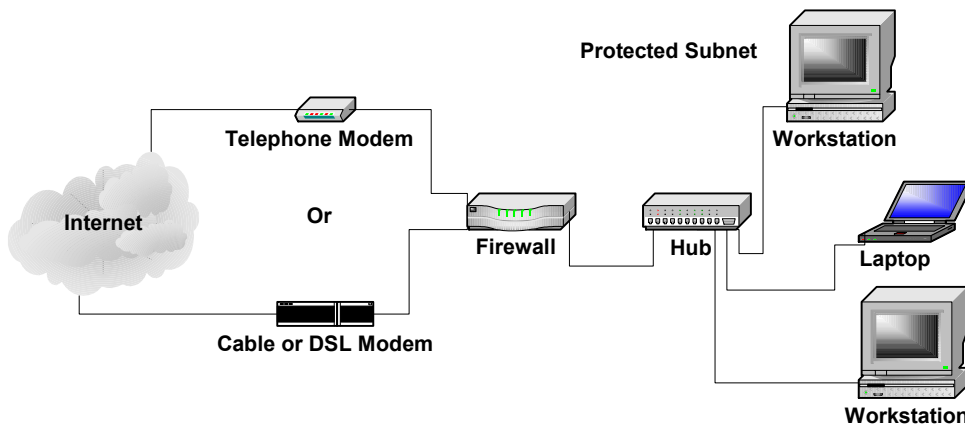 Protected Subnet
Telephone Modem
Workstation
Internet
Or
Firewall
Hub
Laptop
Cable or DSL Modem
Workstation